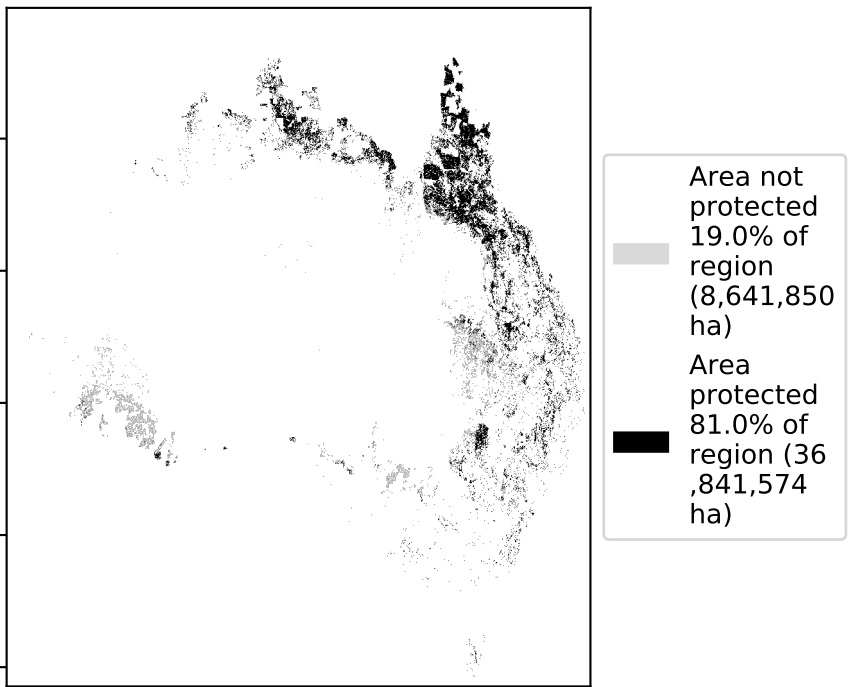 Area not
protected
19.0% of
region
(8,641,850
ha)
Area
protected
81.0% of
region (36
,841,574
ha)